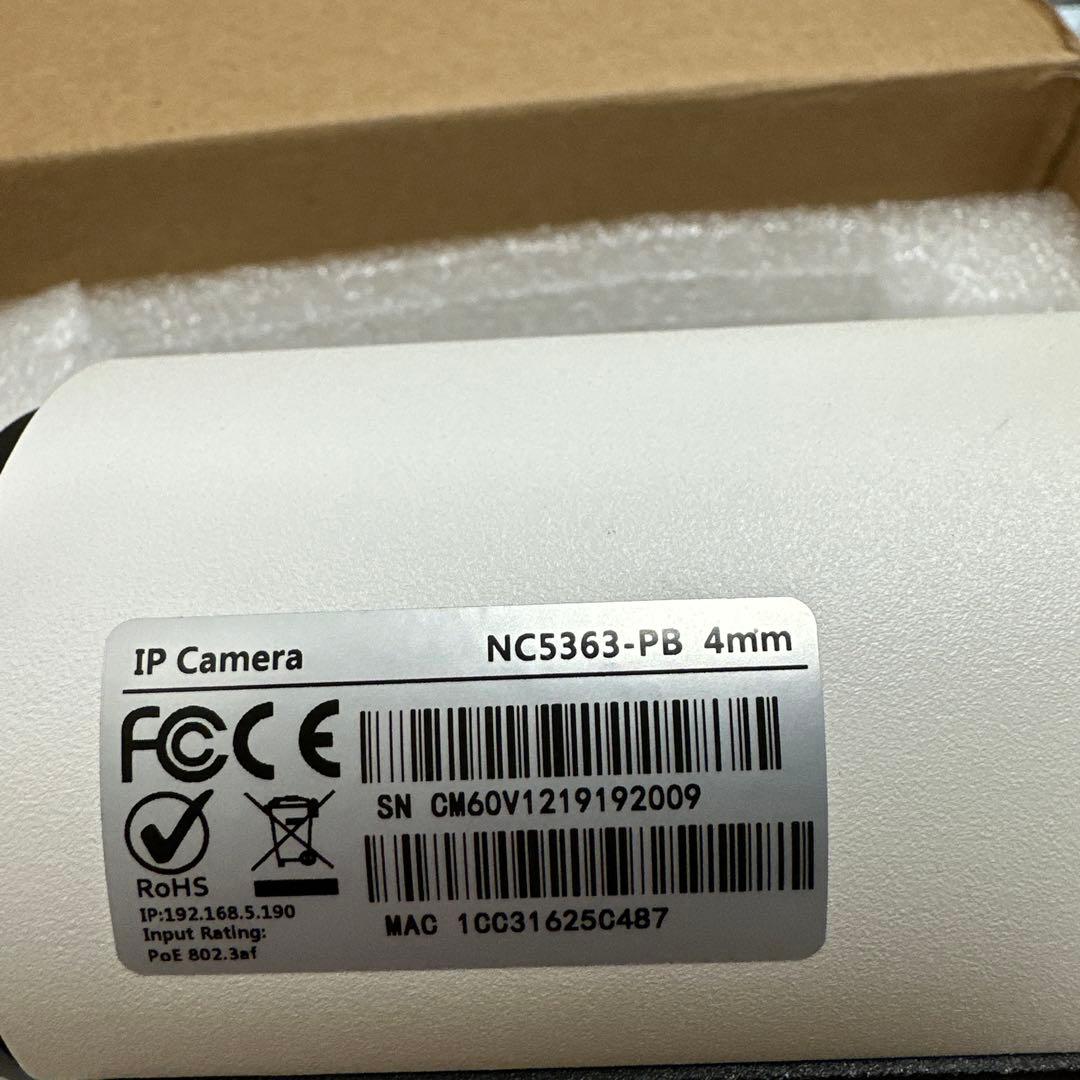 IP Camera NC5363-PB 4mm
FCC CE
SN CM60V1219192009
MAC 1CC31625C487
RoHS
IP:192.168.5.190
Input Rating:
PoE 802.3af